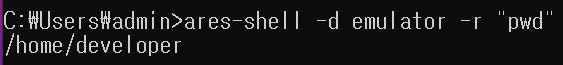 C:₩Users₩admin>ares-shell -d emulator -r "pwd"
/home/developer